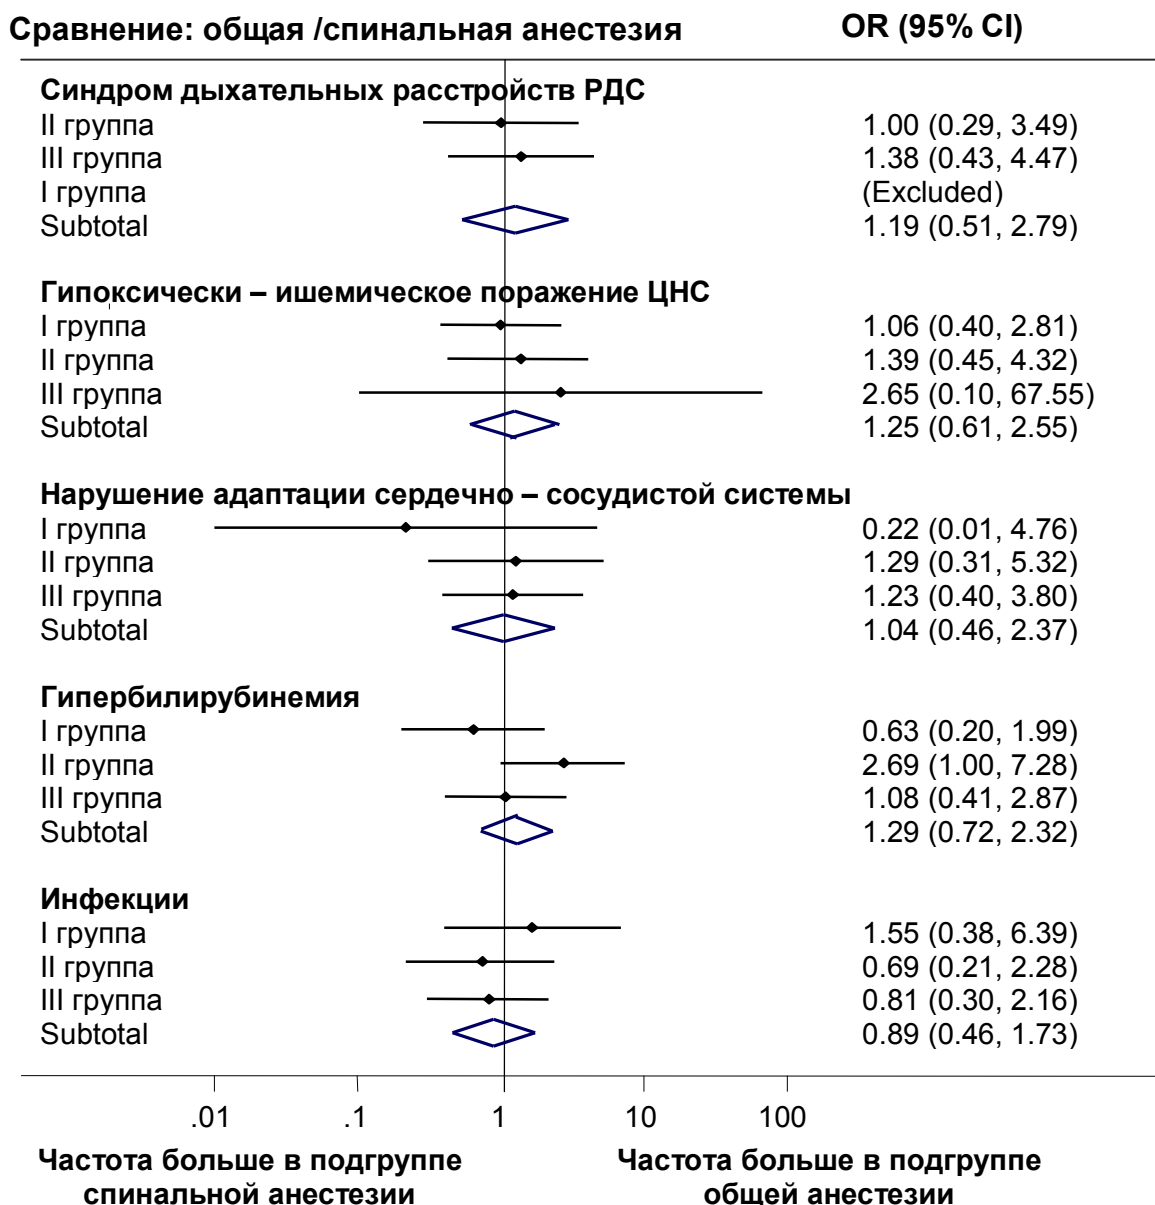 Сравнение: общая /спинальная анестезия OR (95% CI)
Синдром дыхательных расстройств РДС
II группа 1.00 (0.29, 3.49)
III группа 1.38 (0.43, 4.47)
I группа (Excluded)
Subtotal 1.19 (0.51, 2.79)
Гипоксически – ишемическое поражение ЦНС
I группа 1.06 (0.40, 2.81)
II группа 1.39 (0.45, 4.32)
III группа 2.65 (0.10, 67.55)
Subtotal 1.25 (0.61, 2.55)
Нарушение адаптации сердечно – сосудистой системы
I группа 0.22 (0.01, 4.76)
II группа 1.29 (0.31, 5.32)
III группа 1.23 (0.40, 3.80)
Subtotal 1.04 (0.46, 2.37)
Гипербилирубинемия
I группа 0.63 (0.20, 1.99)
II группа 2.69 (1.00, 7.28)
III группа 1.08 (0.41, 2.87)
Subtotal 1.29 (0.72, 2.32)
Инфекции
I группа 1.55 (0.38, 6.39)
II группа 0.69 (0.21, 2.28)
III группа 0.81 (0.30, 2.16)
Subtotal 0.89 (0.46, 1.73)
.01 .1 1 10 100
Частота больше в подгруппе Частота больше в подгруппе
спинальной анестезии общей анестезии